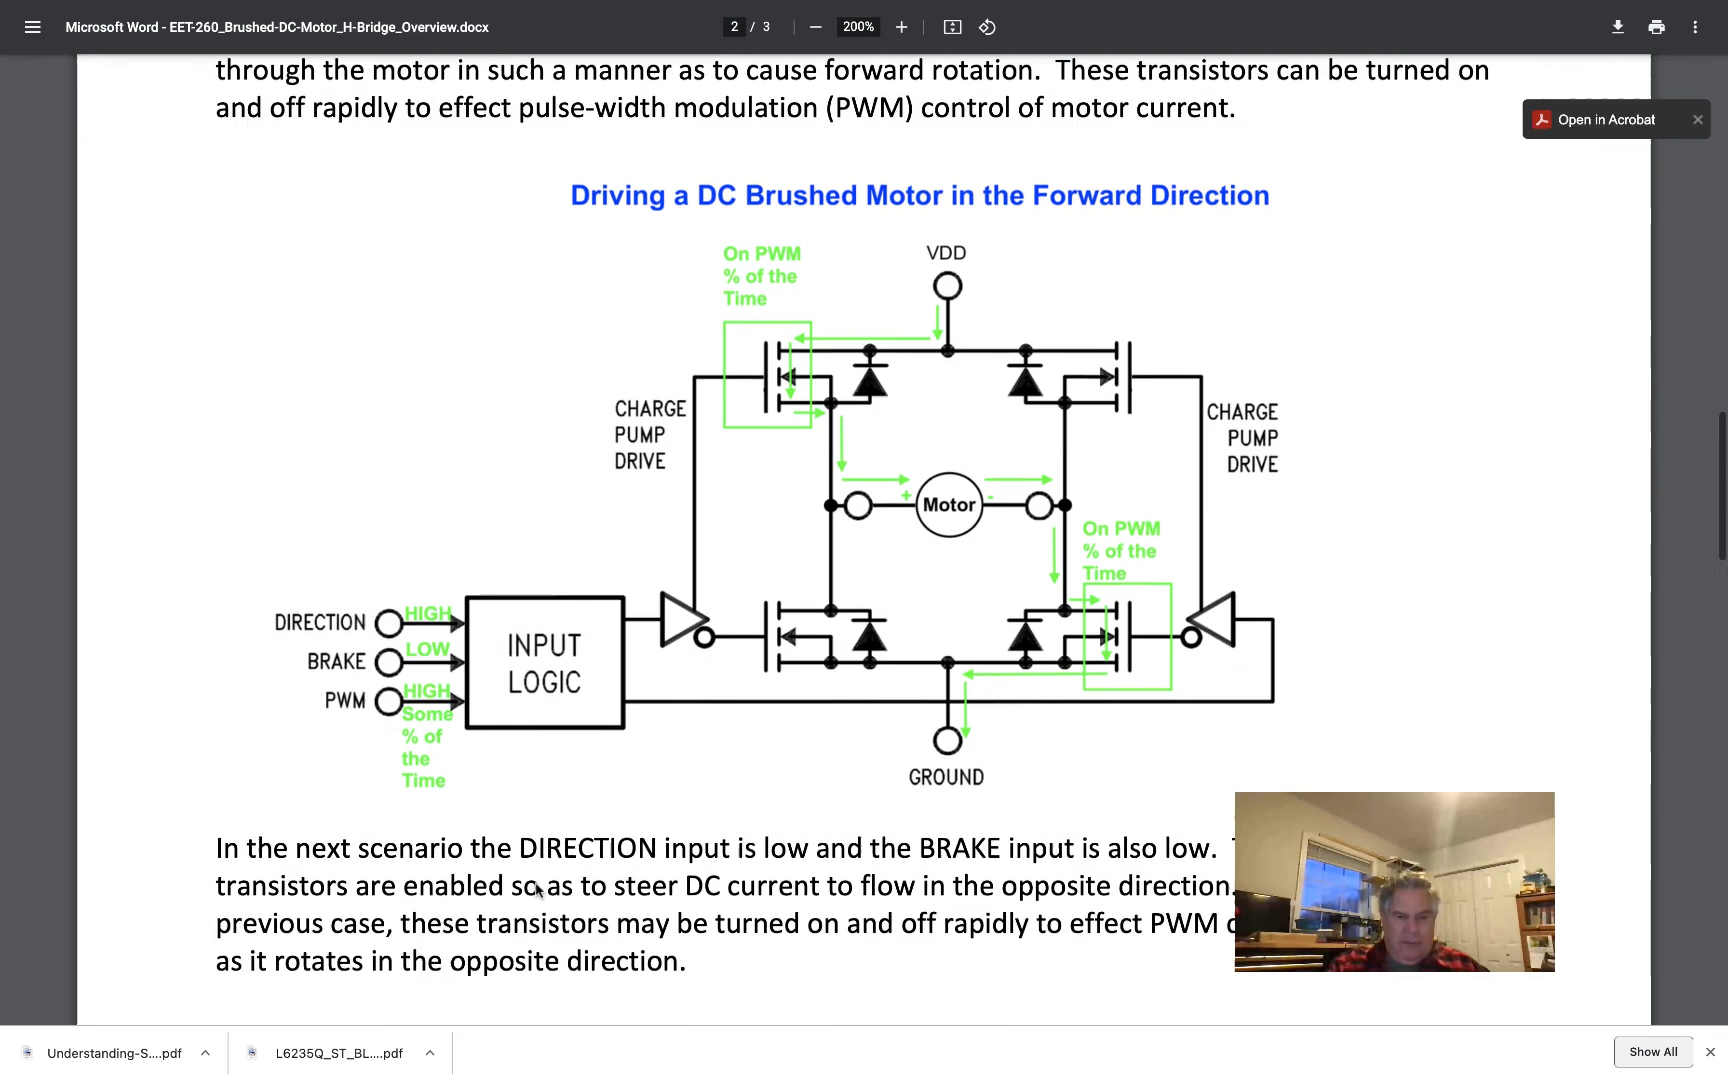 Microsoft Word - EET-260_Brushed-DC-Motor_H-Bridge_Overview.docx
2 / 3
200%
through the motor in such a manner as to cause forward rotation. These transistors can be turned on
and off rapidly to effect pulse-width modulation (PWM) control of motor current.
Open in Acrobat
Driving a DC Brushed Motor in the Forward Direction
On PWM
% of the
Time
VDD
CHARGE
PUMP
DRIVE
CHARGE
PUMP
DRIVE
+
Motor
-
On PWM
% of the
Time
DIRECTION
HIGH
BRAKE
LOW
PWM
HIGH
Some
% of
the
Time
INPUT
LOGIC
GROUND
In the next scenario the DIRECTION input is low and the BRAKE input is also low.
transistors are enabled so as to steer DC current to flow in the opposite direction.
previous case, these transistors may be turned on and off rapidly to effect PWM
as it rotates in the opposite direction.
Understanding-S....pdf
L6235Q_ST_BL....pdf
Show All